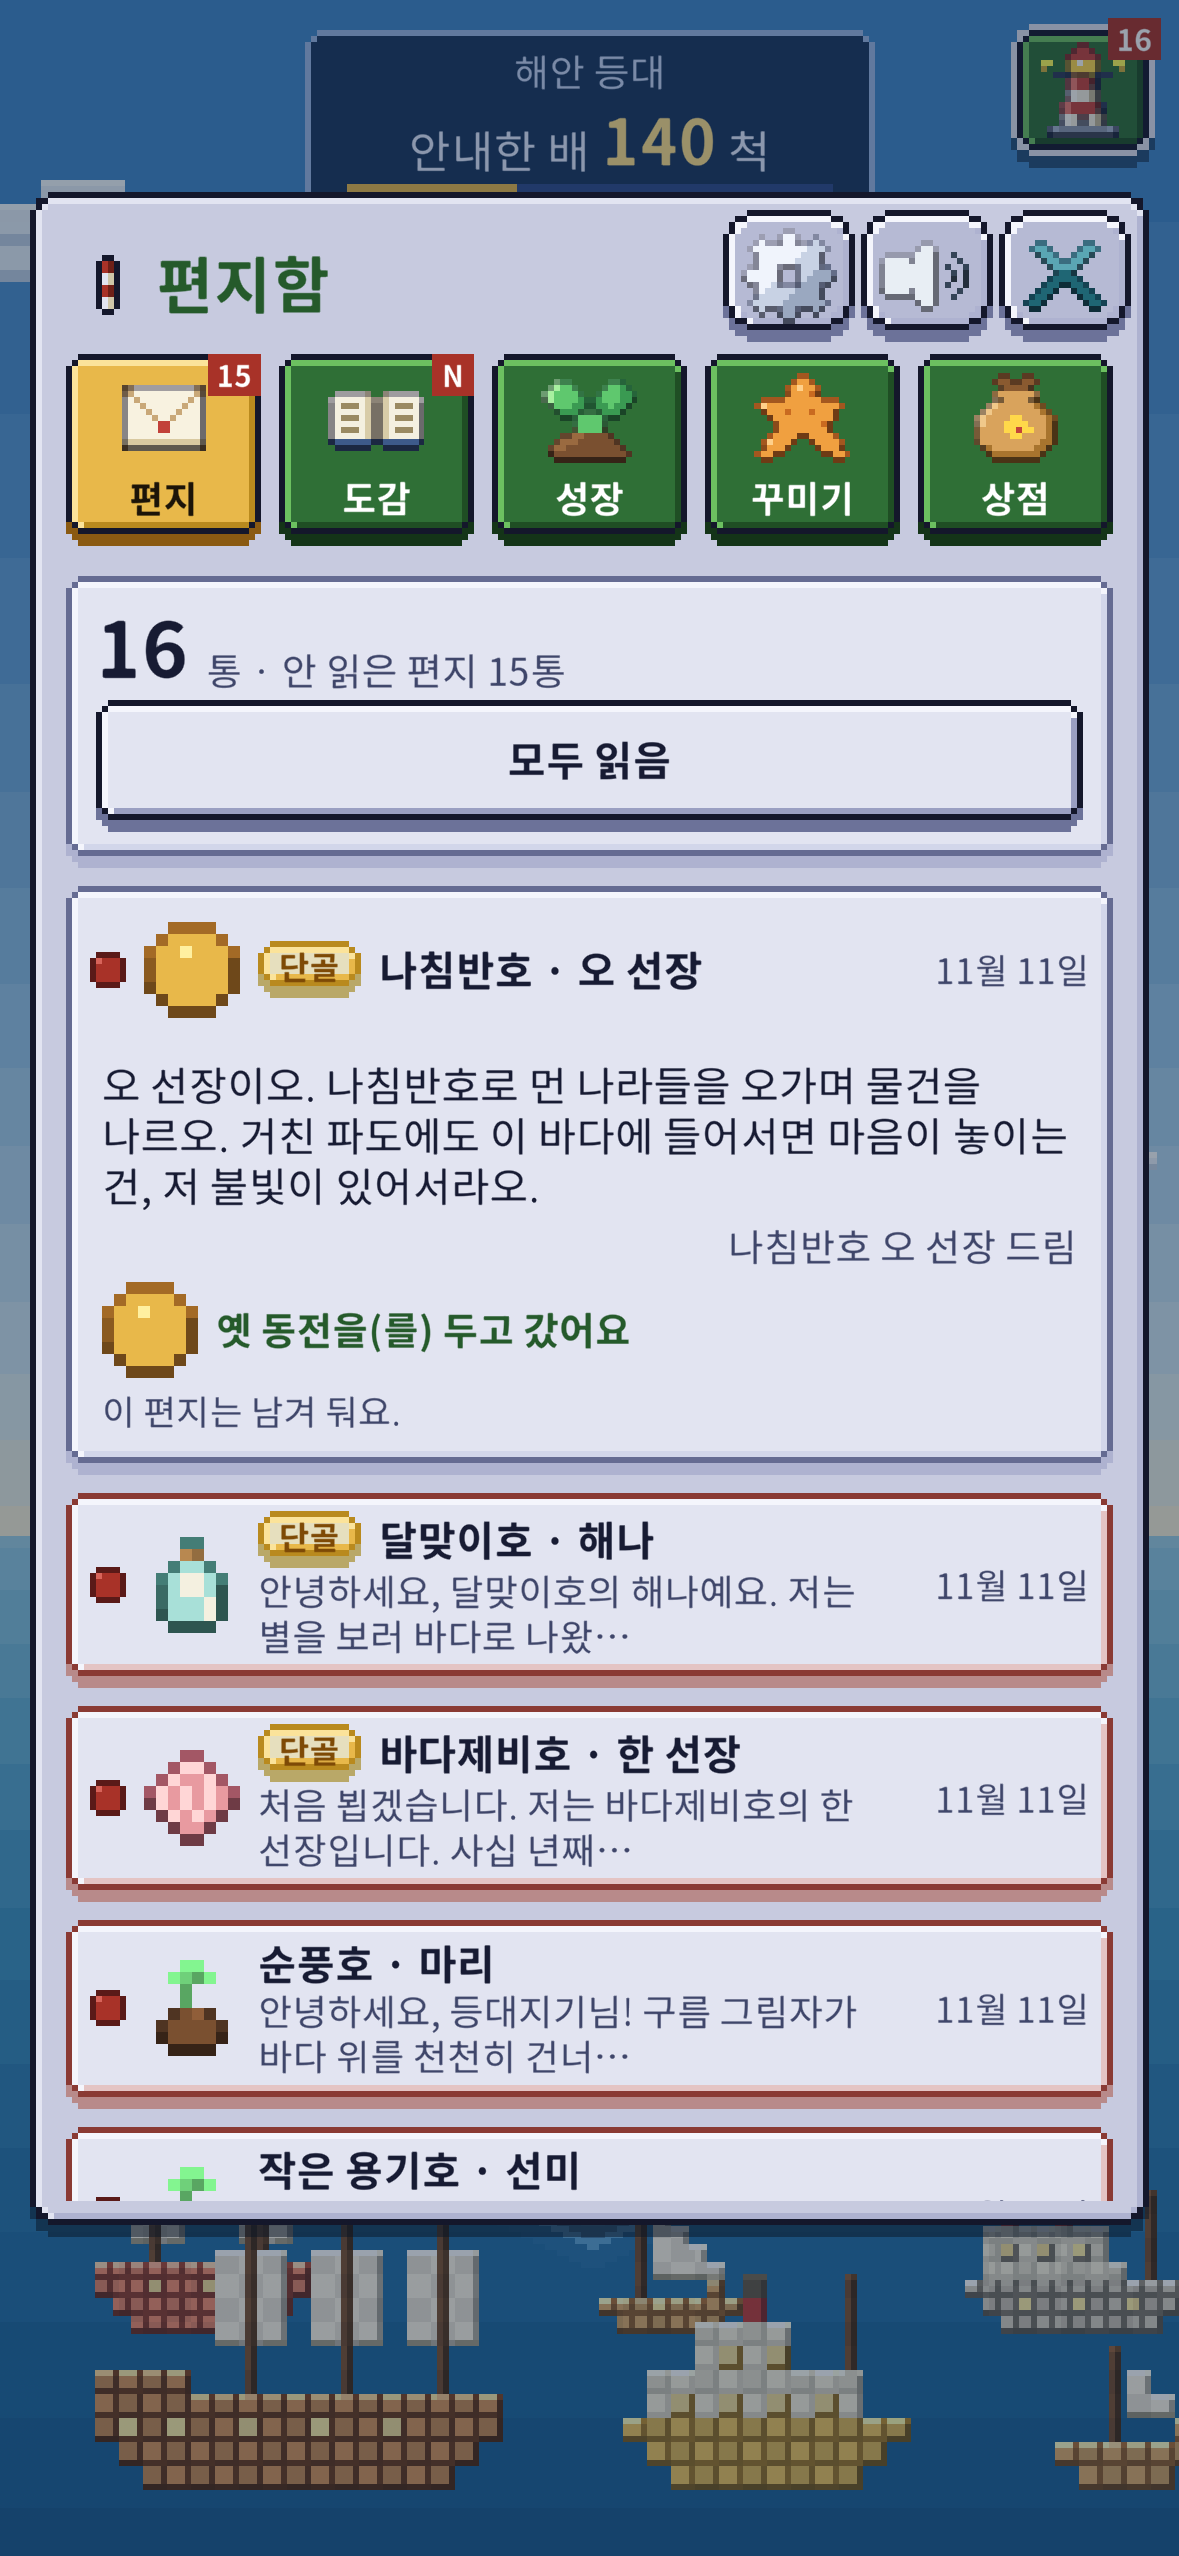 해안 등대
16
안내한 배 140 척
편지함
15
편지
N
도감
성장
꾸미기
상점
16 통 · 안 읽은 편지 15통
모두 읽음
단골 나침반호 · 오 선장 11월 11일
오 선장이오. 나침반호로 먼 나라들을 오가며 물건을
나르오. 거친 파도에도 이 바다에 들어서면 마음이 놓이는
건, 저 불빛이 있어서라오.
나침반호 오 선장 드림
옛 동전을(를) 두고 갔어요
이 편지는 남겨 둬요.
단골 달맞이호 · 해나
안녕하세요, 달맞이호의 해나예요. 저는
별을 보러 바다로 나왔…
11월 11일
단골 바다제비호 · 한 선장
처음 뵙겠습니다. 저는 바다제비호의 한
선장입니다. 사십 년째…
11월 11일
순풍호 · 마리
안녕하세요, 등대지기님! 구름 그림자가
바다 위를 천천히 건너…
11월 11일
작은 용기호 · 선미